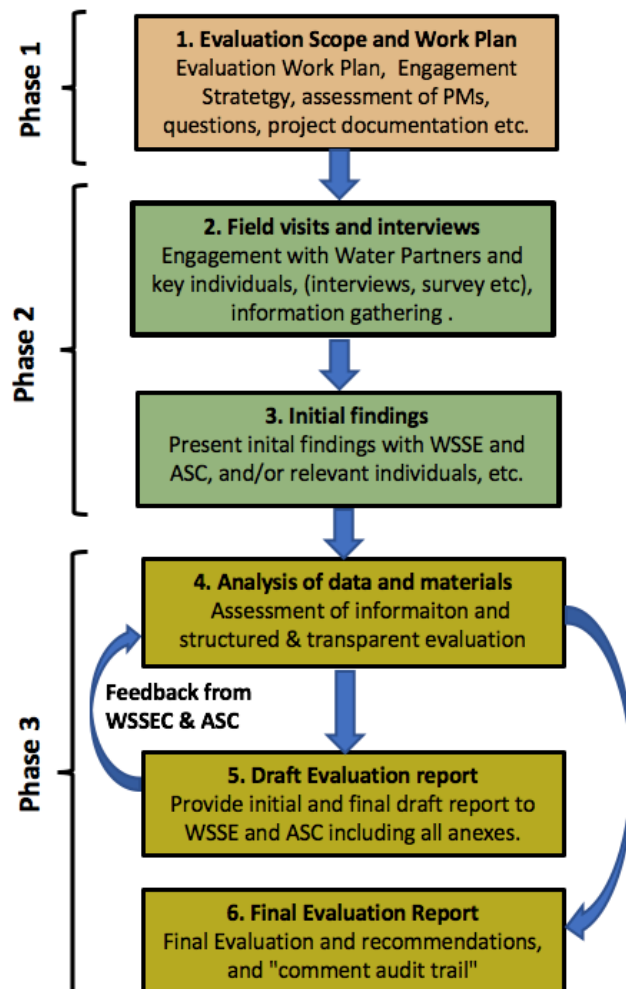 Phase 1
1. Evaluation Scope and Work Plan
Evaluation Work Plan, Engagement
Stratetgy, assessment of PMs,
questions, project documentation etc.
Phase 2
2. Field visits and interviews
Engagement with Water Partners and
key individuals, (interviews, survey etc),
information gathering .
3. Initial findings
Present inital findings with WSSE and
ASC, and/or relevant individuals, etc.
Phase 3
4. Analysis of data and materials
Assessment of informaiton and
structured & transparent evaluation
Feedback from
WSSEC & ASC
5. Draft Evaluation report
Provide initial and final draft report to
WSSE and ASC including all anexes.
6. Final Evaluation Report
Final Evaluation and recommendations,
and "comment audit trail"